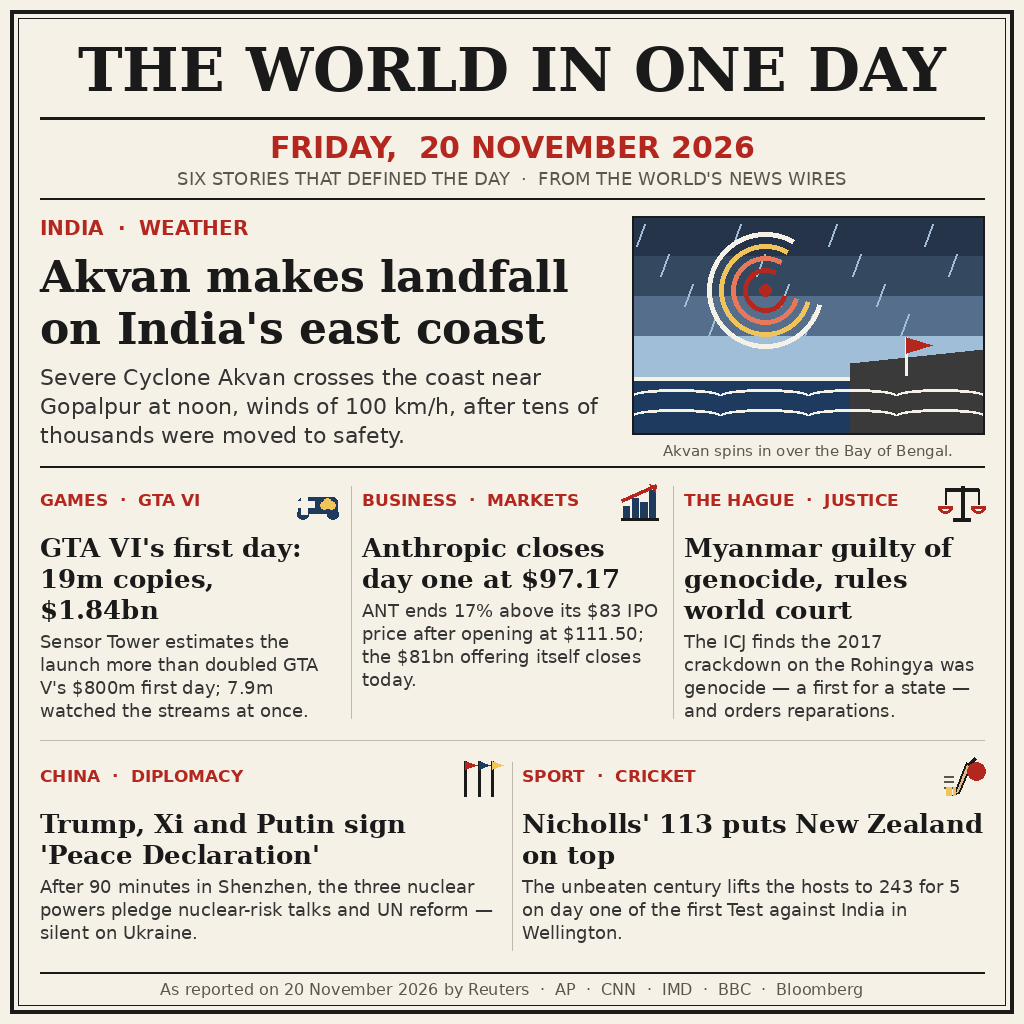 THE WORLD IN ONE DAY
FRIDAY, 20 NOVEMBER 2026
SIX STORIES THAT DEFINED THE DAY · FROM THE WORLD'S NEWS WIRES
INDIA · WEATHER
Akvan makes landfall
on India's east coast
Severe Cyclone Akvan crosses the coast near
Gopalpur at noon, winds of 100 km/h, after tens of
thousands were moved to safety.
Akvan spins in over the Bay of Bengal.
GAMES · GTA VI
GTA VI's first day:
19m copies,
$1.84bn
Sensor Tower estimates the
launch more than doubled GTA
V's $800m first day; 7.9m
watched the streams at once.
BUSINESS · MARKETS
Anthropic closes
day one at $97.17
ANT ends 17% above its $83 IPO
price after opening at $111.50;
the $81bn offering itself closes
today.
THE HAGUE · JUSTICE
Myanmar guilty of
genocide, rules
world court
The ICJ finds the 2017
crackdown on the Rohingya was
genocide — a first for a state —
and orders reparations.
CHINA · DIPLOMACY
Trump, Xi and Putin sign
'Peace Declaration'
After 90 minutes in Shenzhen, the three nuclear
powers pledge nuclear-risk talks and UN reform —
silent on Ukraine.
SPORT · CRICKET
Nicholls' 113 puts New Zealand
on top
The unbeaten century lifts the hosts to 243 for 5
on day one of the first Test against India in
Wellington.
As reported on 20 November 2026 by Reuters · AP · CNN · IMD · BBC · Bloomberg